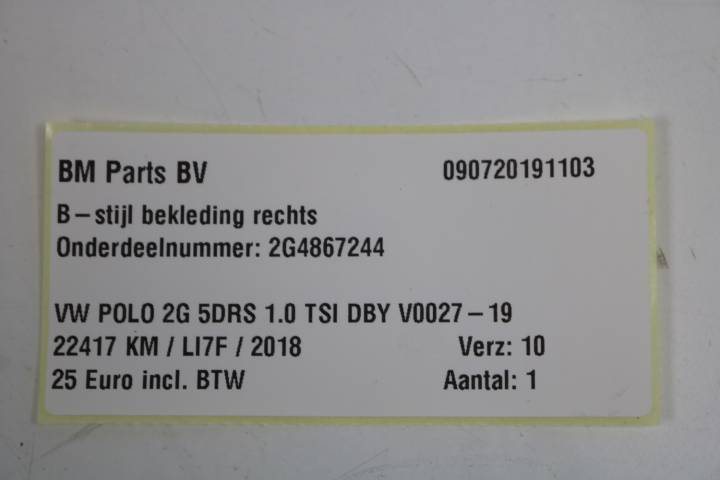 BM Parts BV 090720191103
B-stijl bekleding rechts
Onderdeelnummer: 2G4867244
VW POLO 2G 5DRS 1.0 TSI DBY V0027-19
22417 KM / LI7F / 2018 Verz: 10
25 Euro incl. BTW Aantal: 1